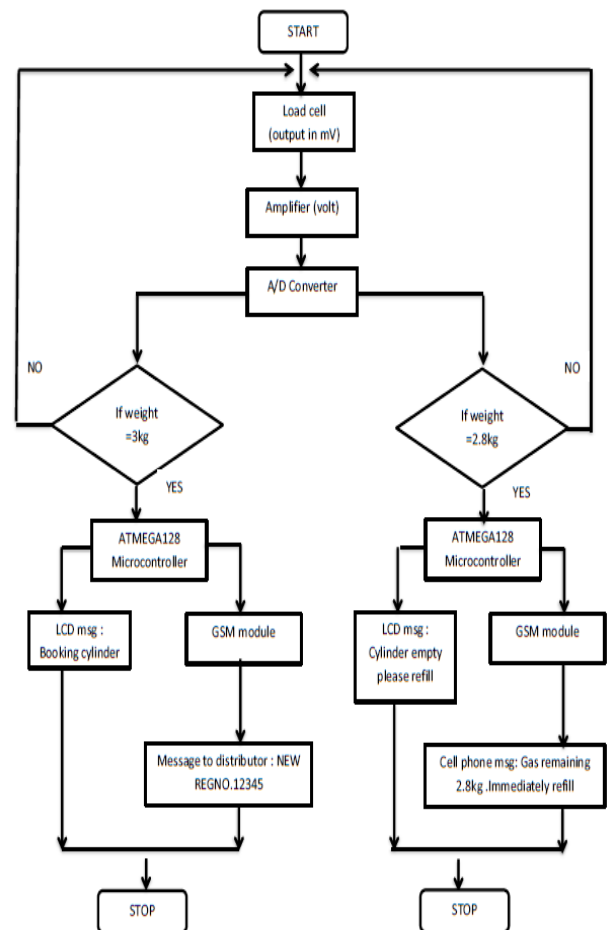 START
Load cell
(output in mV)
Amplifier (volt)
A/D Converter
NO
NO
If weight
=3kg
If weight
=2.8kg
YES
YES
ATMEGA128
Microcontroller
ATMEGA128
Microcontroller
LCD msg :
Booking cylinder
GSM module
LCD msg :
Cylinder empty
please refill
GSM module
Message to distributor : NEW
REGNO.12345
Cell phone msg: Gas remaining
2.8kg .Immediately refill
STOP
STOP